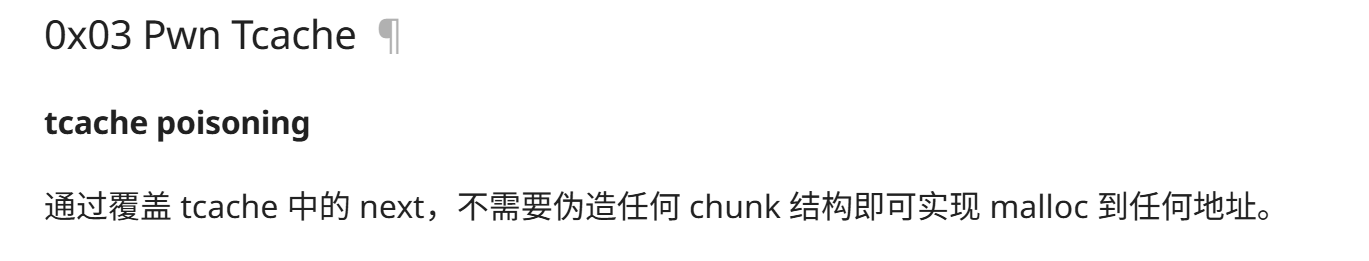 0x03 Pwn Tcache ¶
tcache poisoning
通过覆盖 tcache 中的 next，不需要伪造任何 chunk 结构即可实现 malloc 到任何地址。